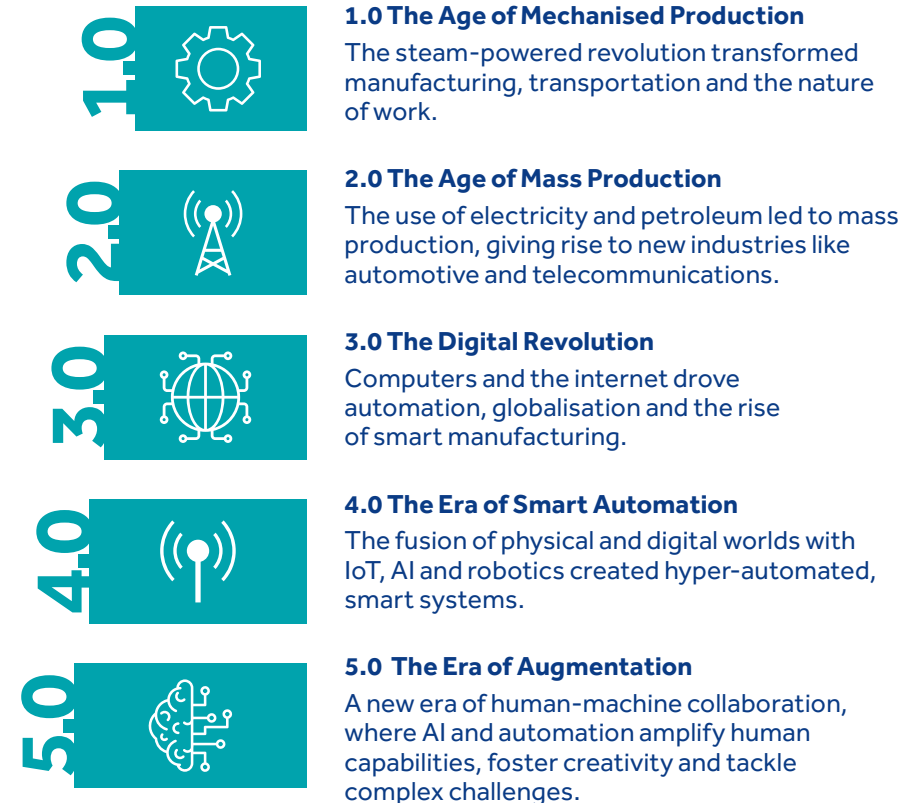 1.0
1.0 The Age of Mechanised Production
The steam-powered revolution transformed
manufacturing, transportation and the nature
of work.
2.0
2.0 The Age of Mass Production
The use of electricity and petroleum led to mass
production, giving rise to new industries like
automotive and telecommunications.
3.0
3.0 The Digital Revolution
Computers and the internet drove
automation, globalisation and the rise
of smart manufacturing.
4.0
4.0 The Era of Smart Automation
The fusion of physical and digital worlds with
IoT, AI and robotics created hyper-automated,
smart systems.
5.0
5.0 The Era of Augmentation
A new era of human-machine collaboration,
where AI and automation amplify human
capabilities, foster creativity and tackle
complex challenges.